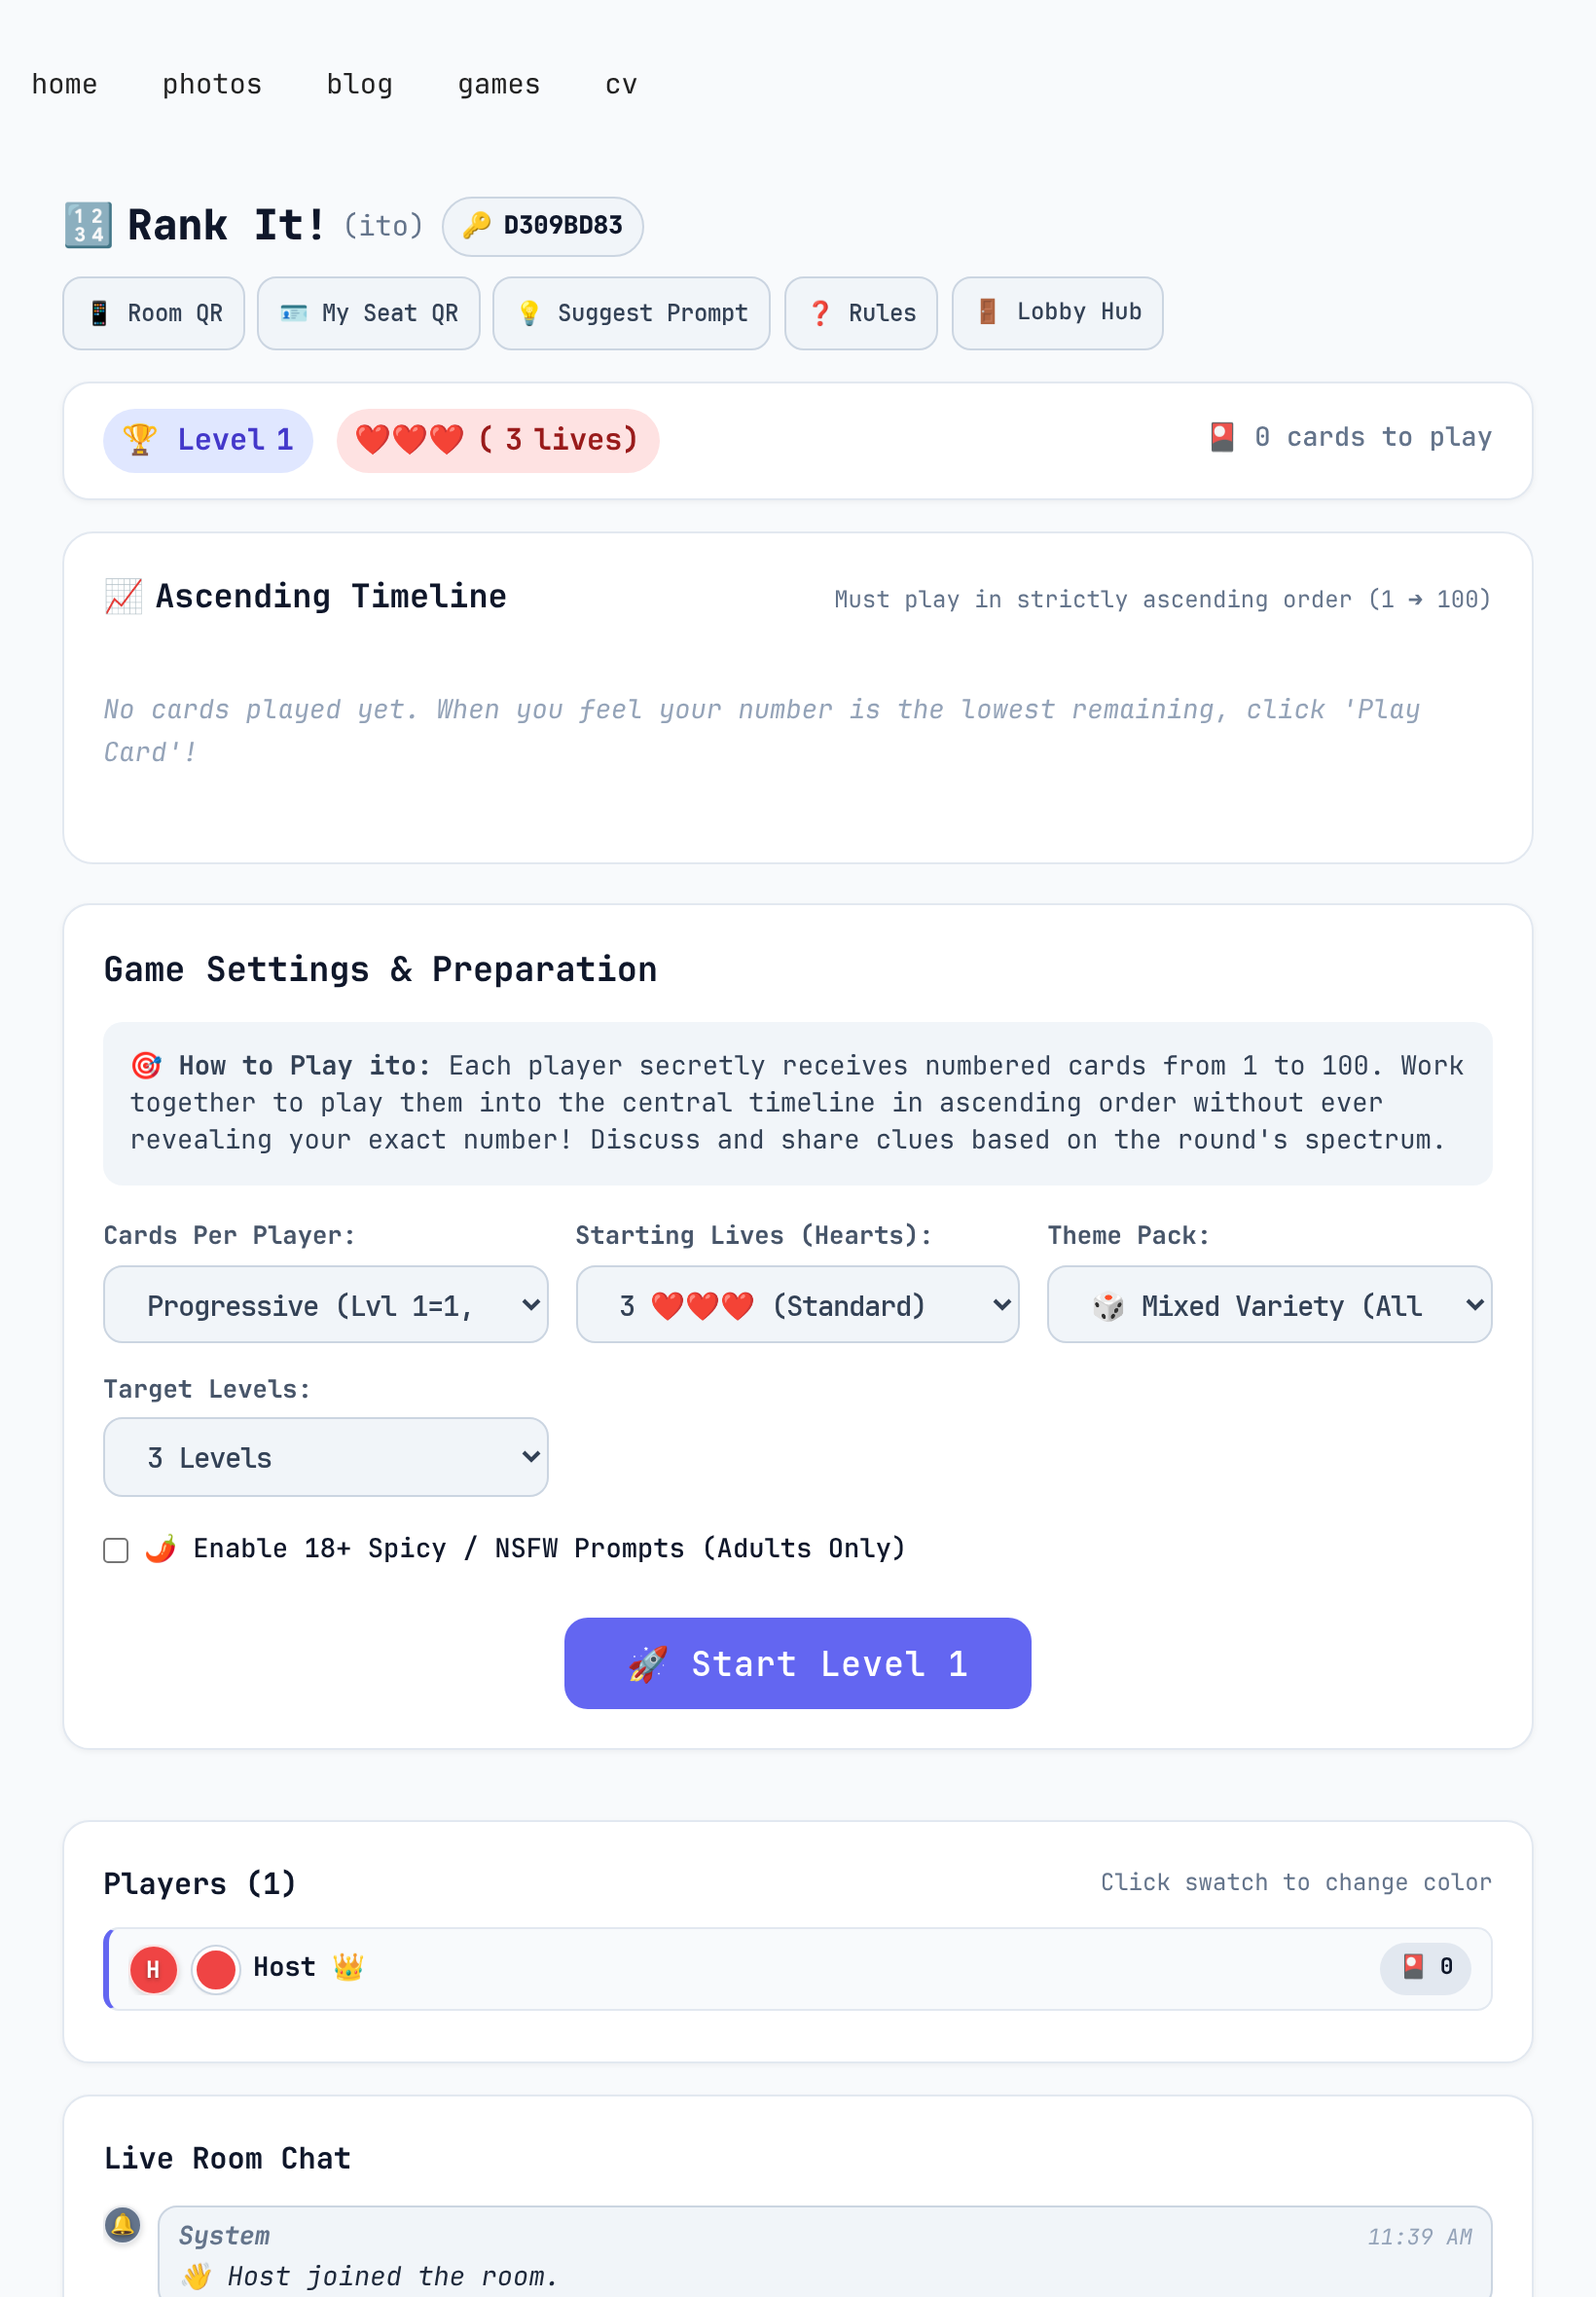 home photos blog games cv
🔢 Rank It! (ito) 🔑 D309BD83
📱 Room QR 🪪 My Seat QR 💡 Suggest Prompt ❓ Rules 🚪 Lobby Hub
🏆 Level 1 ❤️❤️❤️ ( 3 lives) 🎴 0 cards to play
📈 Ascending Timeline Must play in strictly ascending order (1 → 100)
No cards played yet. When you feel your number is the lowest remaining, click 'Play
Card'!
Game Settings & Preparation
🎯 How to Play ito: Each player secretly receives numbered cards from 1 to 100. Work
together to play them into the central timeline in ascending order without ever
revealing your exact number! Discuss and share clues based on the round's spectrum.
Cards Per Player: Starting Lives (Hearts): Theme Pack:
Progressive (Lvl 1=1, 3 ❤️❤️❤️ (Standard) 🎲 Mixed Variety (All
Target Levels:
3 Levels
🌶️ Enable 18+ Spicy / NSFW Prompts (Adults Only)
🚀 Start Level 1
Players (1) Click swatch to change color
H Host 👑 🎴 0
Live Room Chat
🔔 System 11:39 AM
👋 Host joined the room.